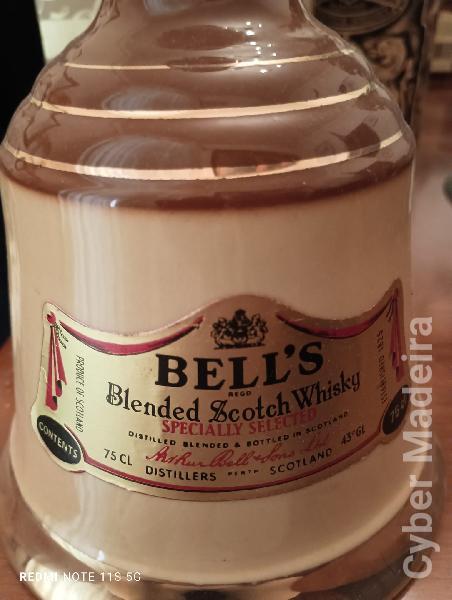 BELL'S
REGD
Blended Scotch Whisky
SPECIALLY SELECTED
DISTILLED BLENDED & BOTTLED IN SCOTLAND
Arthur Bell & Sons Ltd
DISTILLERS PERTH SCOTLAND
CONTENTS
75 CL
43°GL
PRODUCT OF SCOTLAND
Cyber Madeira
REDMI NOTE 11S 5G